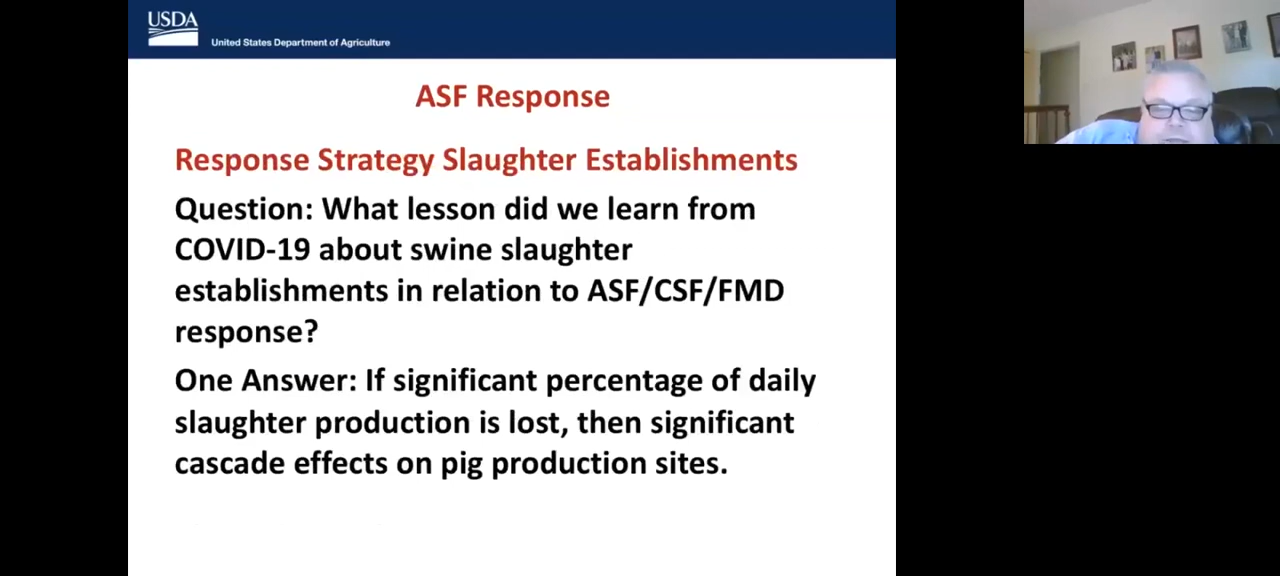 USDA
United States Department of Agriculture
ASF Response
Response Strategy Slaughter Establishments
Question: What lesson did we learn from
COVID-19 about swine slaughter
establishments in relation to ASF/CSF/FMD
response?
One Answer: If significant percentage of daily
slaughter production is lost, then significant
cascade effects on pig production sites.